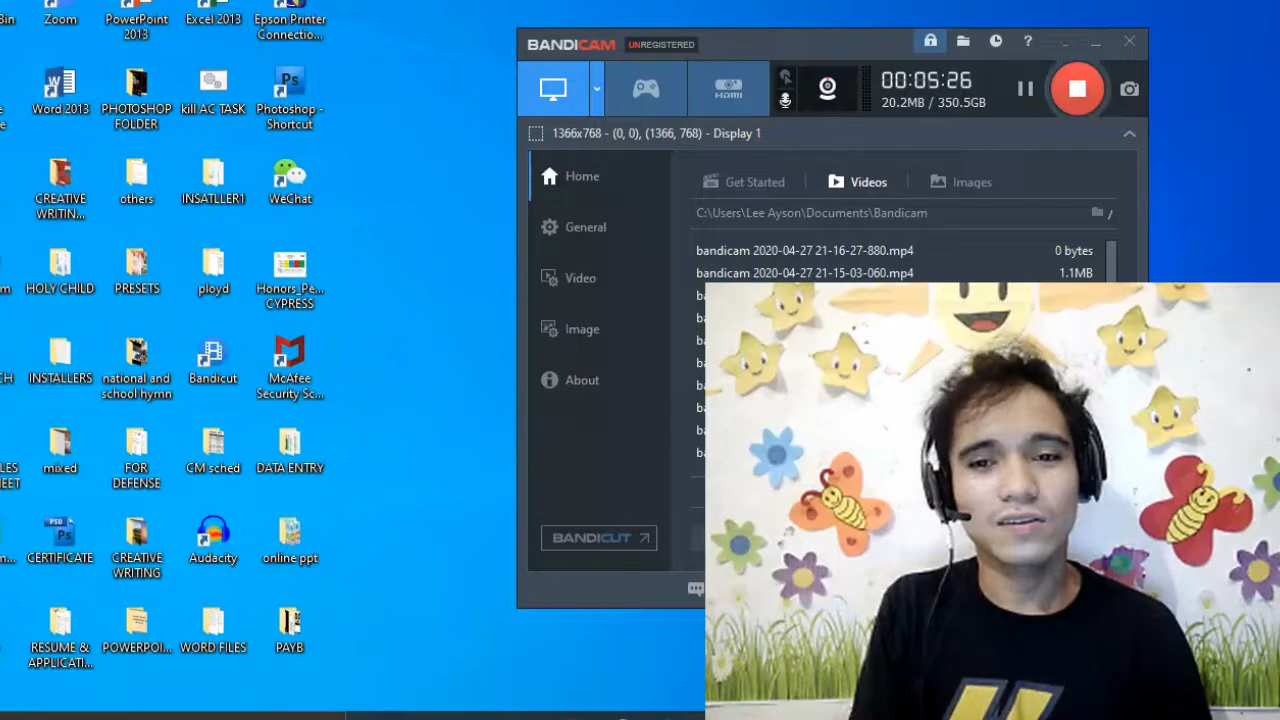 Bin
Zoom
PowerPoint
2013
Excel 2013
Epson Printer
Connectio...
Word 2013
PHOTOSHOP
FOLDER
kill AC TASK
Photoshop -
Shortcut
CREATIVE
WRITIN...
others
INSATLLER1
WeChat
HOLY CHILD
PRESETS
ployd
Honors_Pe...
CYPRESS
INSTALLERS
national and
school hymn
Bandicut
McAfee
Security Sc...
mixed
FOR
DEFENSE
CM sched
DATA ENTRY
CERTIFICATE
CREATIVE
WRITING
Audacity
online ppt
RESUME &
APPLICATI...
POWERPOI...
WORD FILES
PAYB
BANDICAM UNREGISTERED
HDMI
00:05:26
20.2MB / 350.5GB
1366x768 - (0, 0), (1366, 768) - Display 1
Home
General
Video
Image
About
BANDICUT
Get Started
Videos
Images
C:\Users\Lee Ayson\Documents\Bandicam
bandicam 2020-04-27 21-16-27-880.mp4 0 bytes
bandicam 2020-04-27 21-15-03-060.mp4 1.1MB